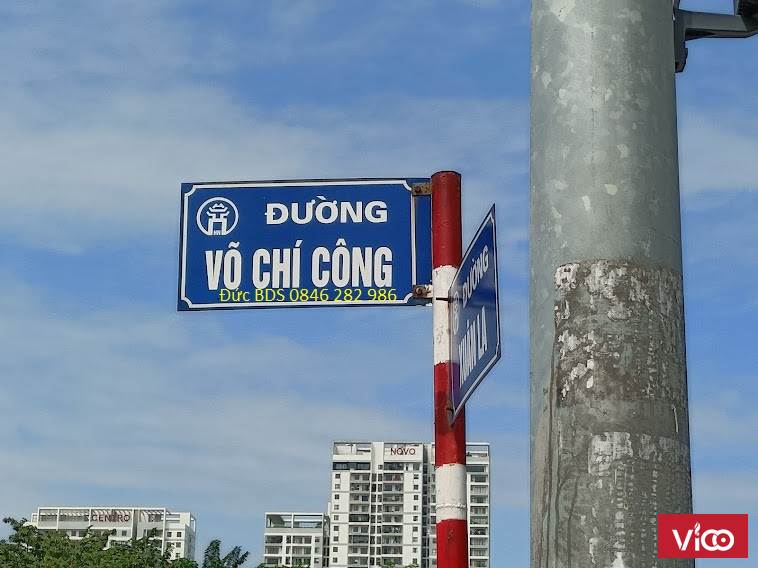 ĐƯỜNG
VÕ CHÍ CÔNG
Đức BDS 0846 282 986
ĐƯỜNG
XUÂN LA
NOVO
CENTRO
Vico